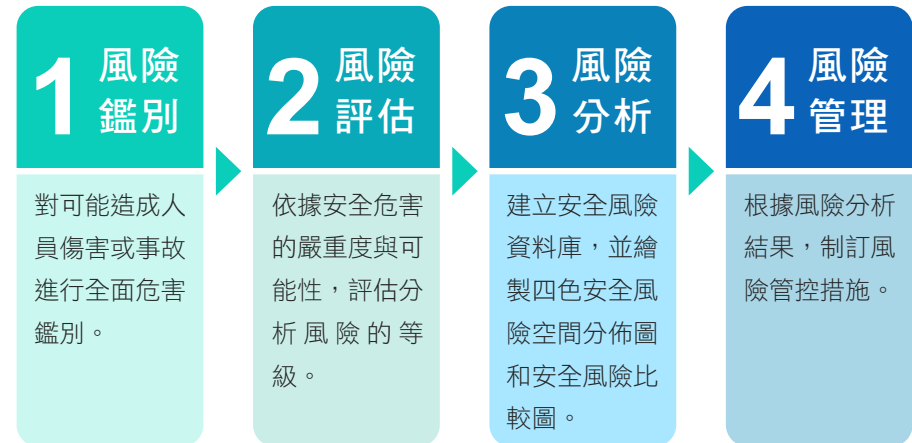 1
風險
鑑別
對可能造成人
員傷害或事故
進行全面危害
鑑別。
2
風險
評估
依據安全危害
的嚴重度與可
能性，評估分
析風險的等
級。
3
風險
分析
建立安全風險
資料庫，並繪
製四色安全風
險空間分佈圖
和安全風險比
較圖。
4
風險
管理
根據風險分析
結果，制訂風
險管控措施。